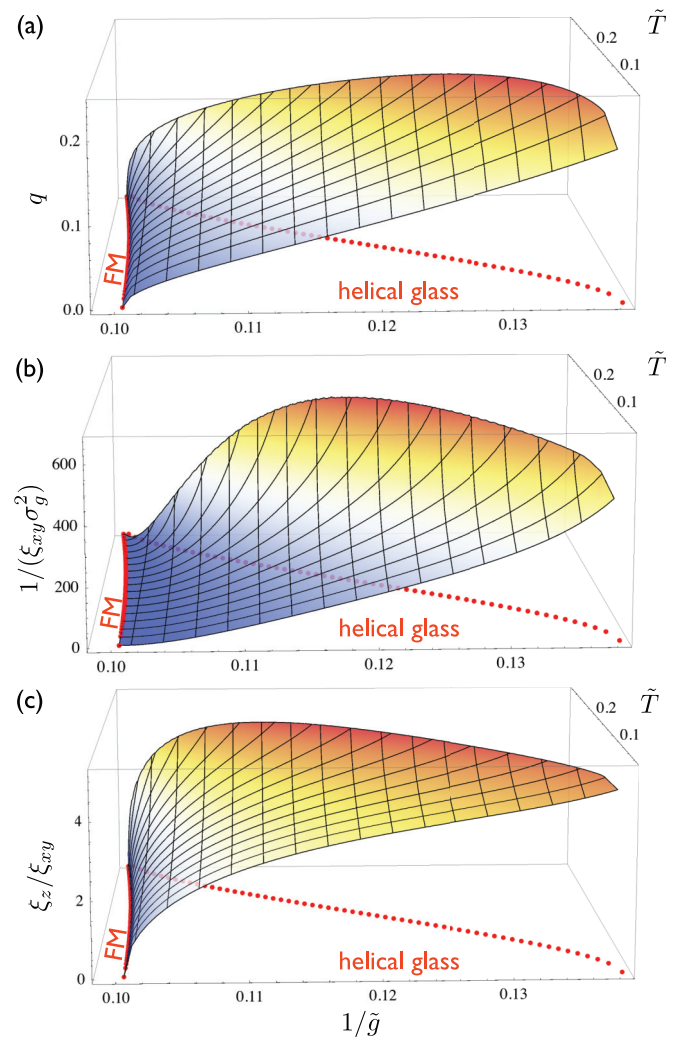 (a)
T̃
0.2
0.1
0.2
q
0.1
FM
0.0
helical glass
0.10
0.11
0.12
0.13
(b)
T̃
0.2
0.1
600
1/(ξxyσg²)
400
200
FM
0
helical glass
0.10
0.11
0.12
0.13
(c)
T̃
0.2
0.1
4
ξz/ξxy
2
FM
0
helical glass
0.10
0.11
0.12
0.13
1/g̃